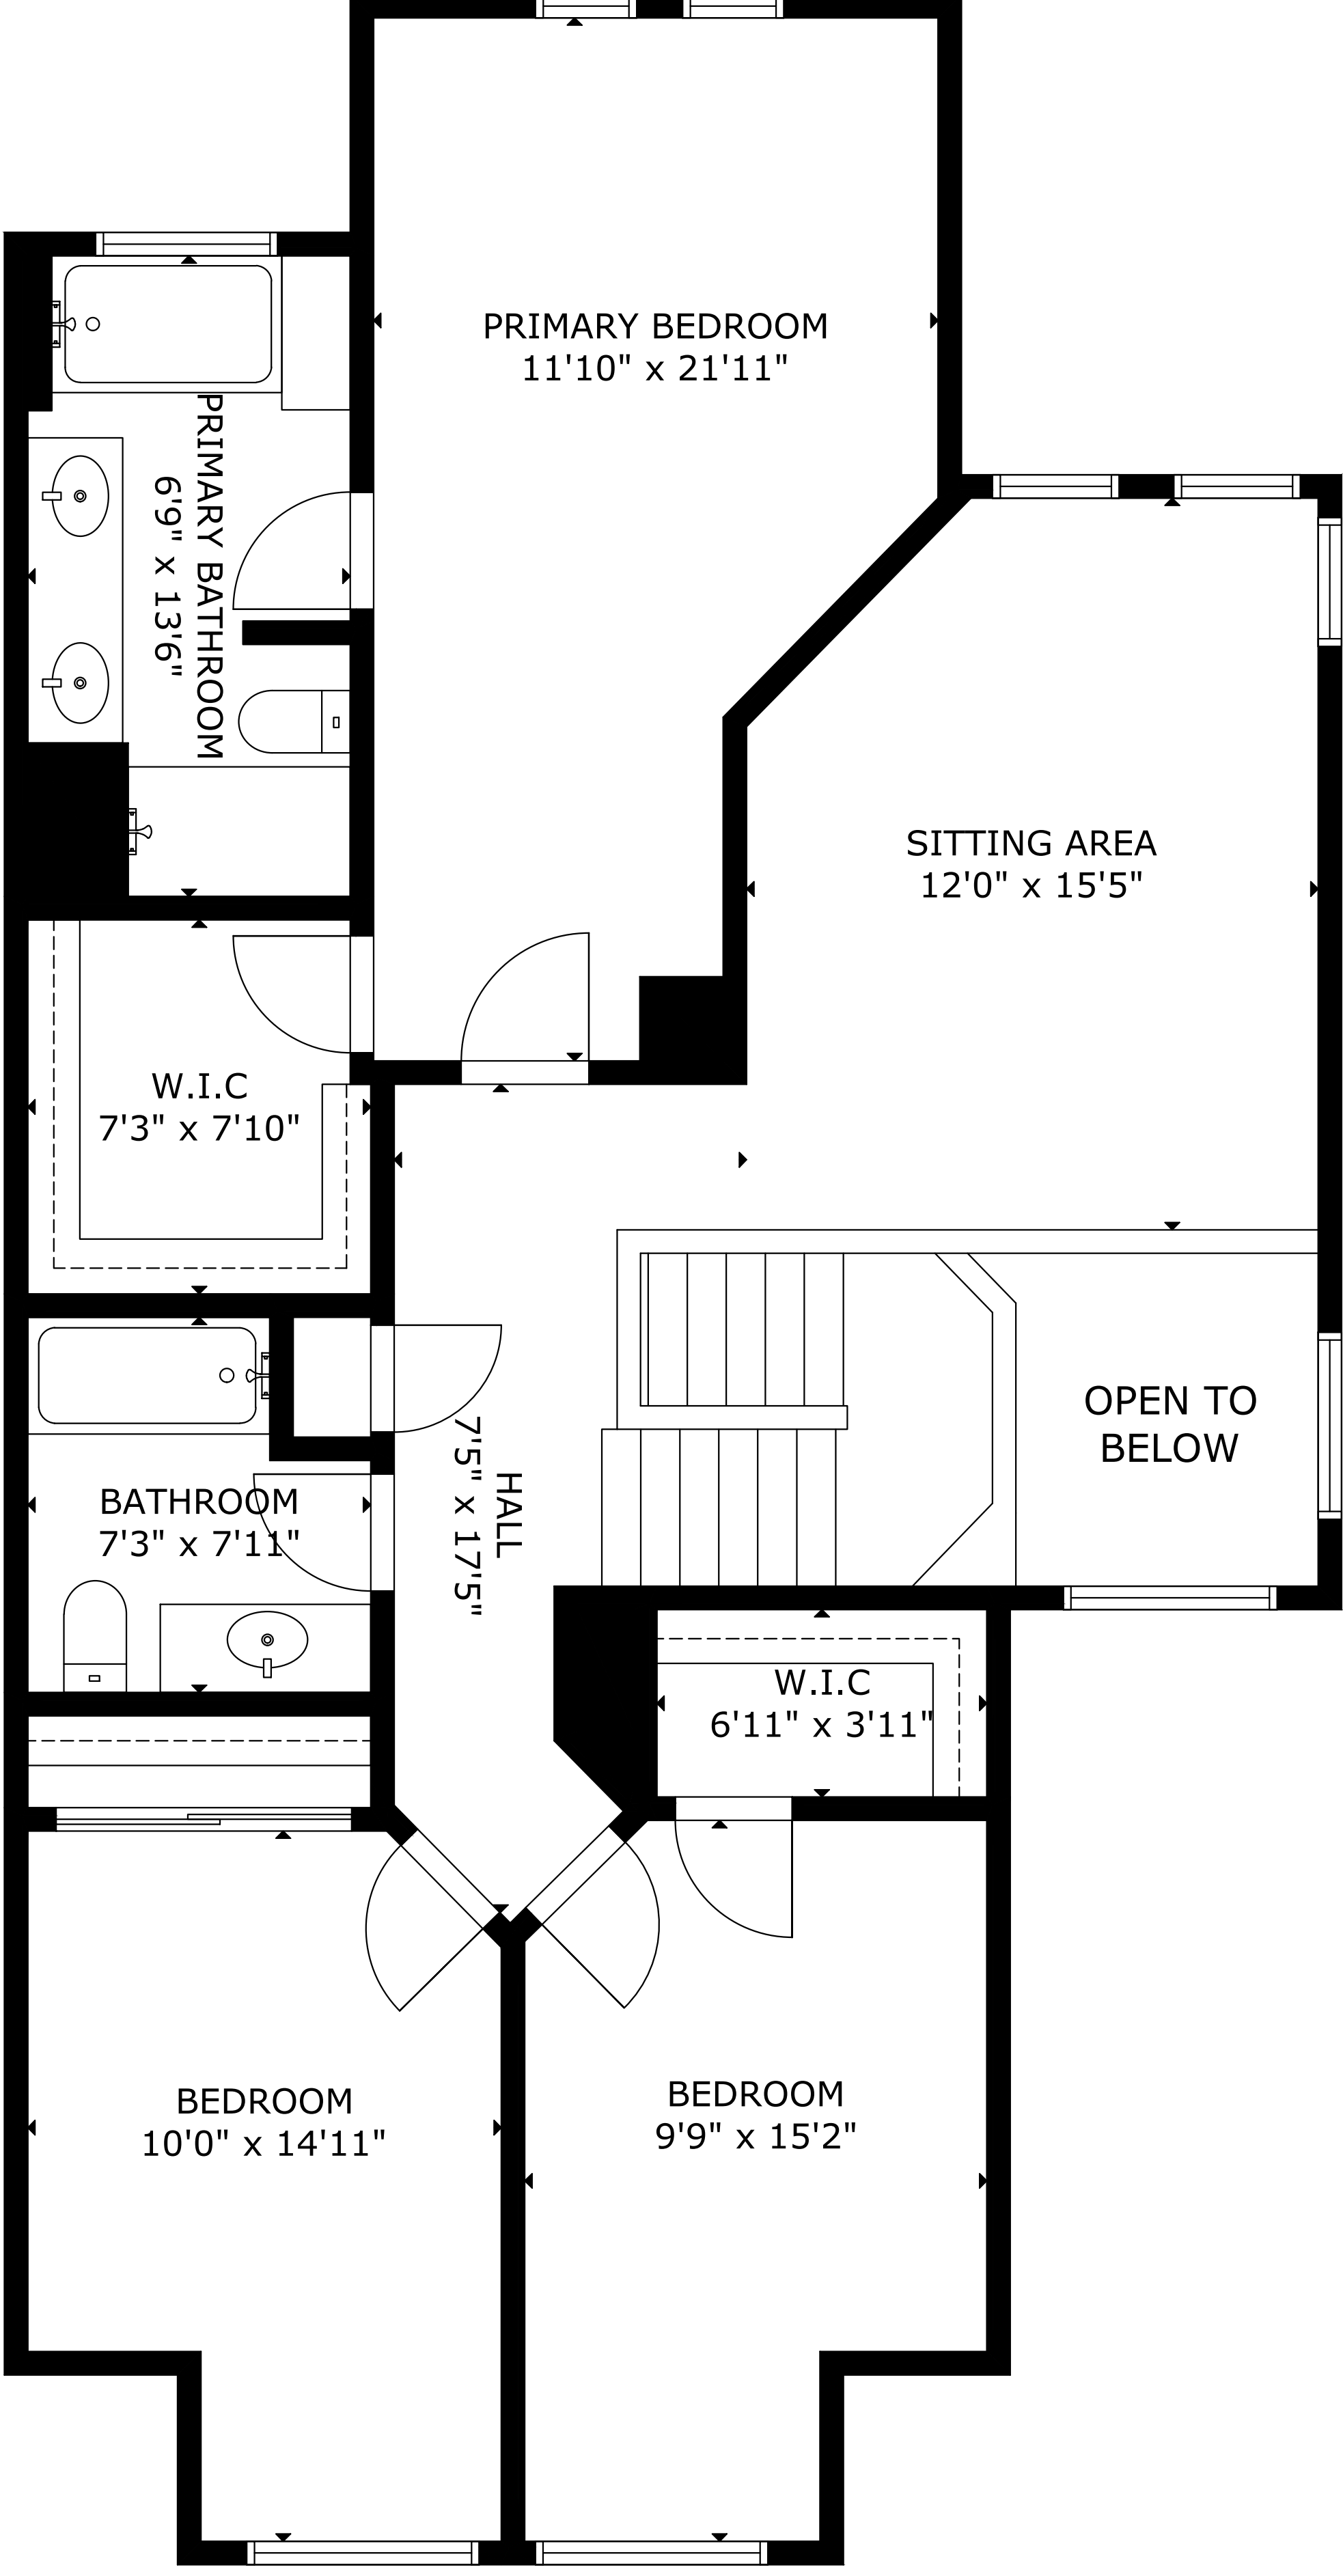 PRIMARY BEDROOM
11'10" x 21'11"
PRIMARY BATHROOM
6'9" x 13'6"
SITTING AREA
12'0" x 15'5"
W.I.C
7'3" x 7'10"
OPEN TO
BELOW
HALL
7'5" x 17'5"
BATHROOM
7'3" x 7'11"
W.I.C
6'11" x 3'11"
BEDROOM
10'0" x 14'11"
BEDROOM
9'9" x 15'2"